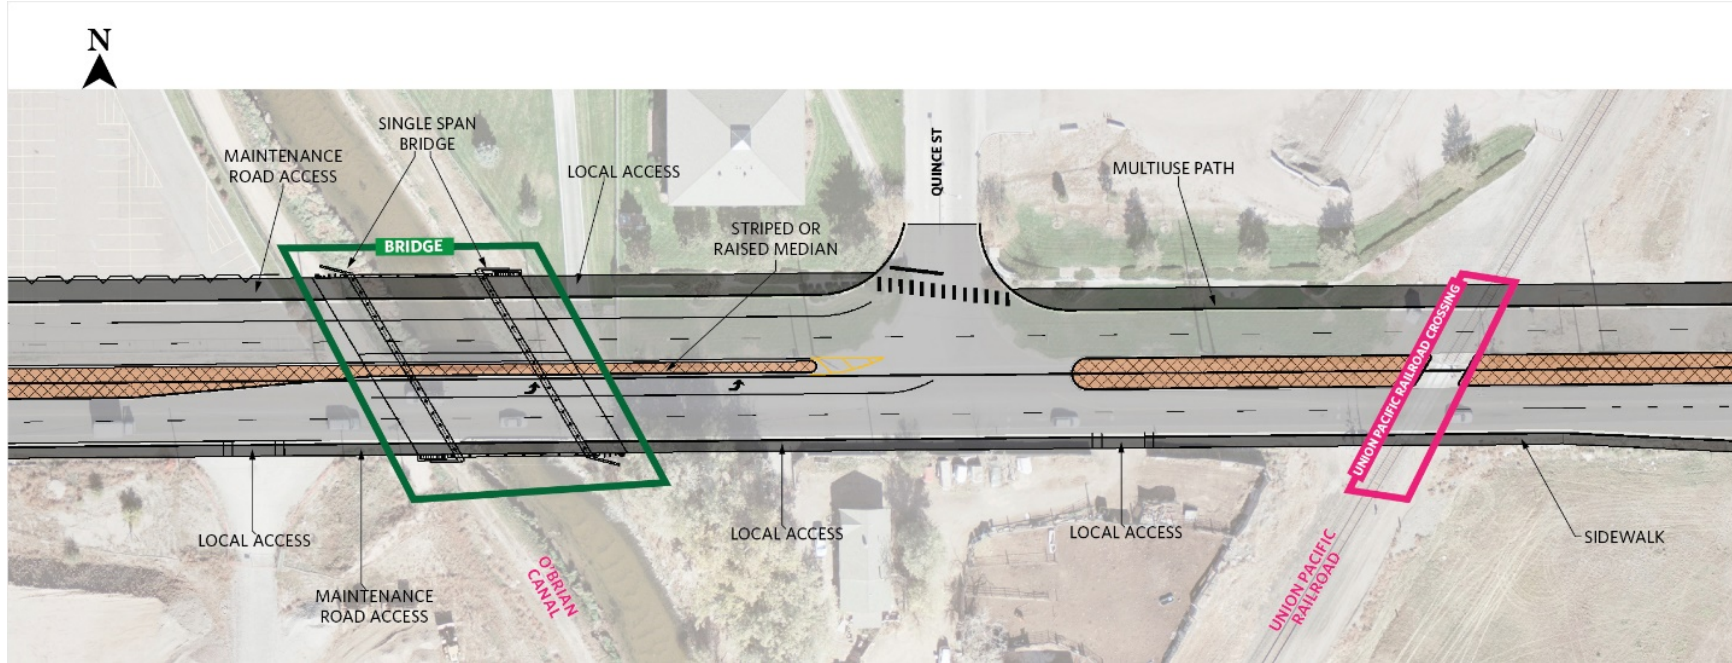 N
SINGLE SPAN
BRIDGE
MAINTENANCE
ROAD ACCESS
LOCAL ACCESS
QUINCE ST
MULTIUSE PATH
STRIPED OR
RAISED MEDIAN
BRIDGE
UNION PACIFIC RAILROAD CROSSING
LOCAL ACCESS
MAINTENANCE
ROAD ACCESS
O'BRIAN
CANAL
LOCAL ACCESS
LOCAL ACCESS
UNION PACIFIC
RAILROAD
SIDEWALK